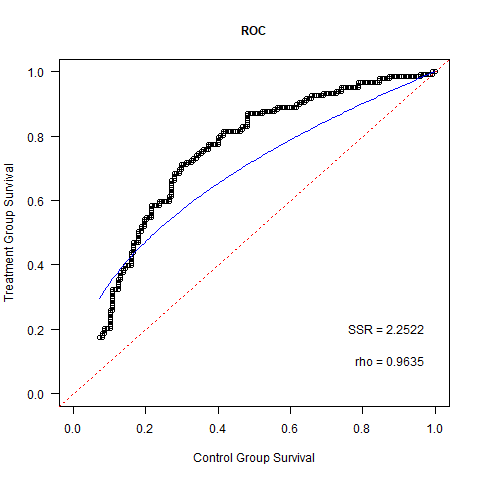 ROC
Treatment Group Survival
1.0
0.8
0.6
0.4
0.2
0.0
SSR = 2.2522
rho = 0.9635
0.0 0.2 0.4 0.6 0.8 1.0
Control Group Survival